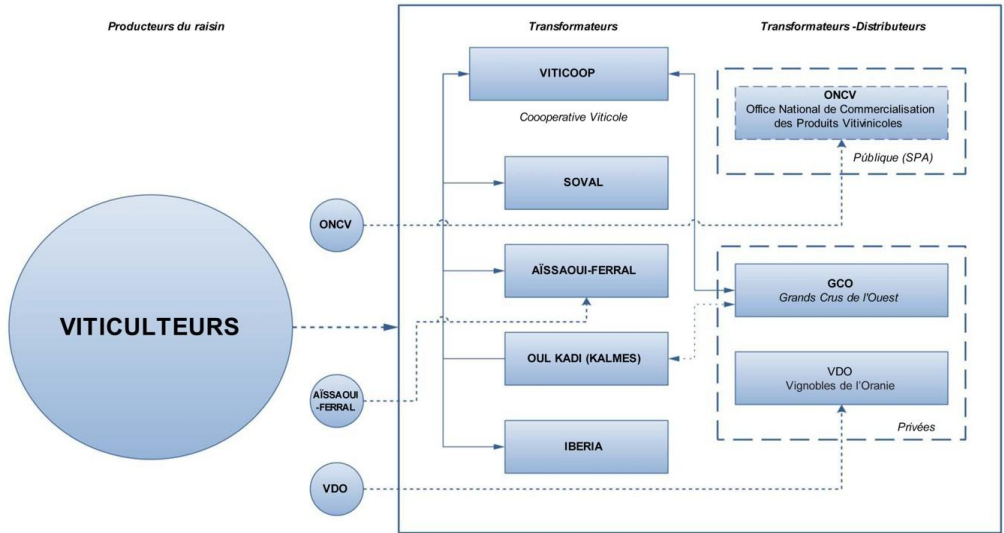 Producteurs du raisin
Transformateurs
Transformateurs -Distributeurs
VITICOOP
Coooperative Viticole
ONCV
Office National de Commercialisation
des Produits Vitivinicoles
Públique (SPA)
SOVAL
ONCV
AÏSSAOUI-FERRAL
GCO
Grands Crus de l'Ouest
VITICULTEURS
OUL KADI (KALMES)
VDO
Vignobles de l'Oranie
Privées
AÏSSAOUI
-FERRAL
IBERIA
VDO